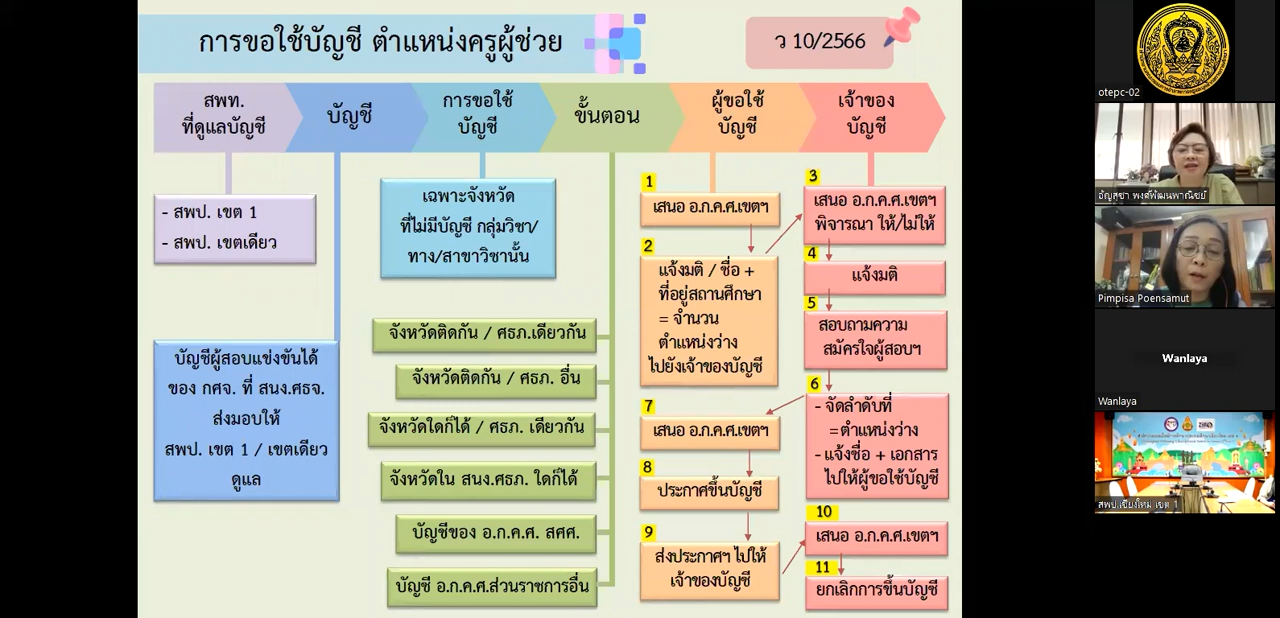 การขอใช้บัญชี ตำแหน่งครูผู้ช่วย
ว 10/2566
สพท.
ที่ดูแลบัญชี
บัญชี
การขอใช้
บัญชี
ขั้นตอน
ผู้ขอใช้
บัญชี
เจ้าของ
บัญชี
- สพป. เขต 1
- สพป. เขตเดียว
บัญชีผู้สอบแข่งขันได้
ของ กศจ. ที่ สนง.ศธจ.
ส่งมอบให้
สพป. เขต 1 / เขตเดียว
ดูแล
เฉพาะจังหวัด
ที่ไม่มีบัญชี กลุ่มวิชา/
ทาง/สาขาวิชานั้น
จังหวัดติดกัน / ศธภ.เดียวกัน
จังหวัดติดกัน / ศธภ. อื่น
จังหวัดใดก็ได้ / ศธภ. เดียวกัน
จังหวัดใน สนง.ศธภ. ใดก็ได้
บัญชีของ อ.ก.ค.ศ. สศศ.
บัญชี อ.ก.ค.ศ.ส่วนราชการอื่น
1
เสนอ อ.ก.ค.ศ.เขตฯ
2
แจ้งมติ / ชื่อ +
ที่อยู่สถานศึกษา
= จำนวน
ตำแหน่งว่าง
ไปยังเจ้าของบัญชี
3
เสนอ อ.ก.ค.ศ.เขตฯ
พิจารณา ให้/ไม่ให้
4
แจ้งมติ
5
สอบถามความ
สมัครใจผู้สอบฯ
6
- จัดลำดับที่
=ตำแหน่งว่าง
- แจ้งชื่อ + เอกสาร
ไปให้ผู้ขอใช้บัญชี
7
เสนอ อ.ก.ค.ศ.เขตฯ
8
ประกาศขึ้นบัญชี
9
ส่งประกาศฯ ไปให้
เจ้าของบัญชี
10
เสนอ อ.ก.ค.ศ.เขตฯ
11
ยกเลิกการขึ้นบัญชี
otepc-02
อัญสุชา พงศ์พัฒนพาณิชย์
Pimpisa Poensamut
Wanlaya
Wanlaya
สพป.เชียงใหม่ เขต 1